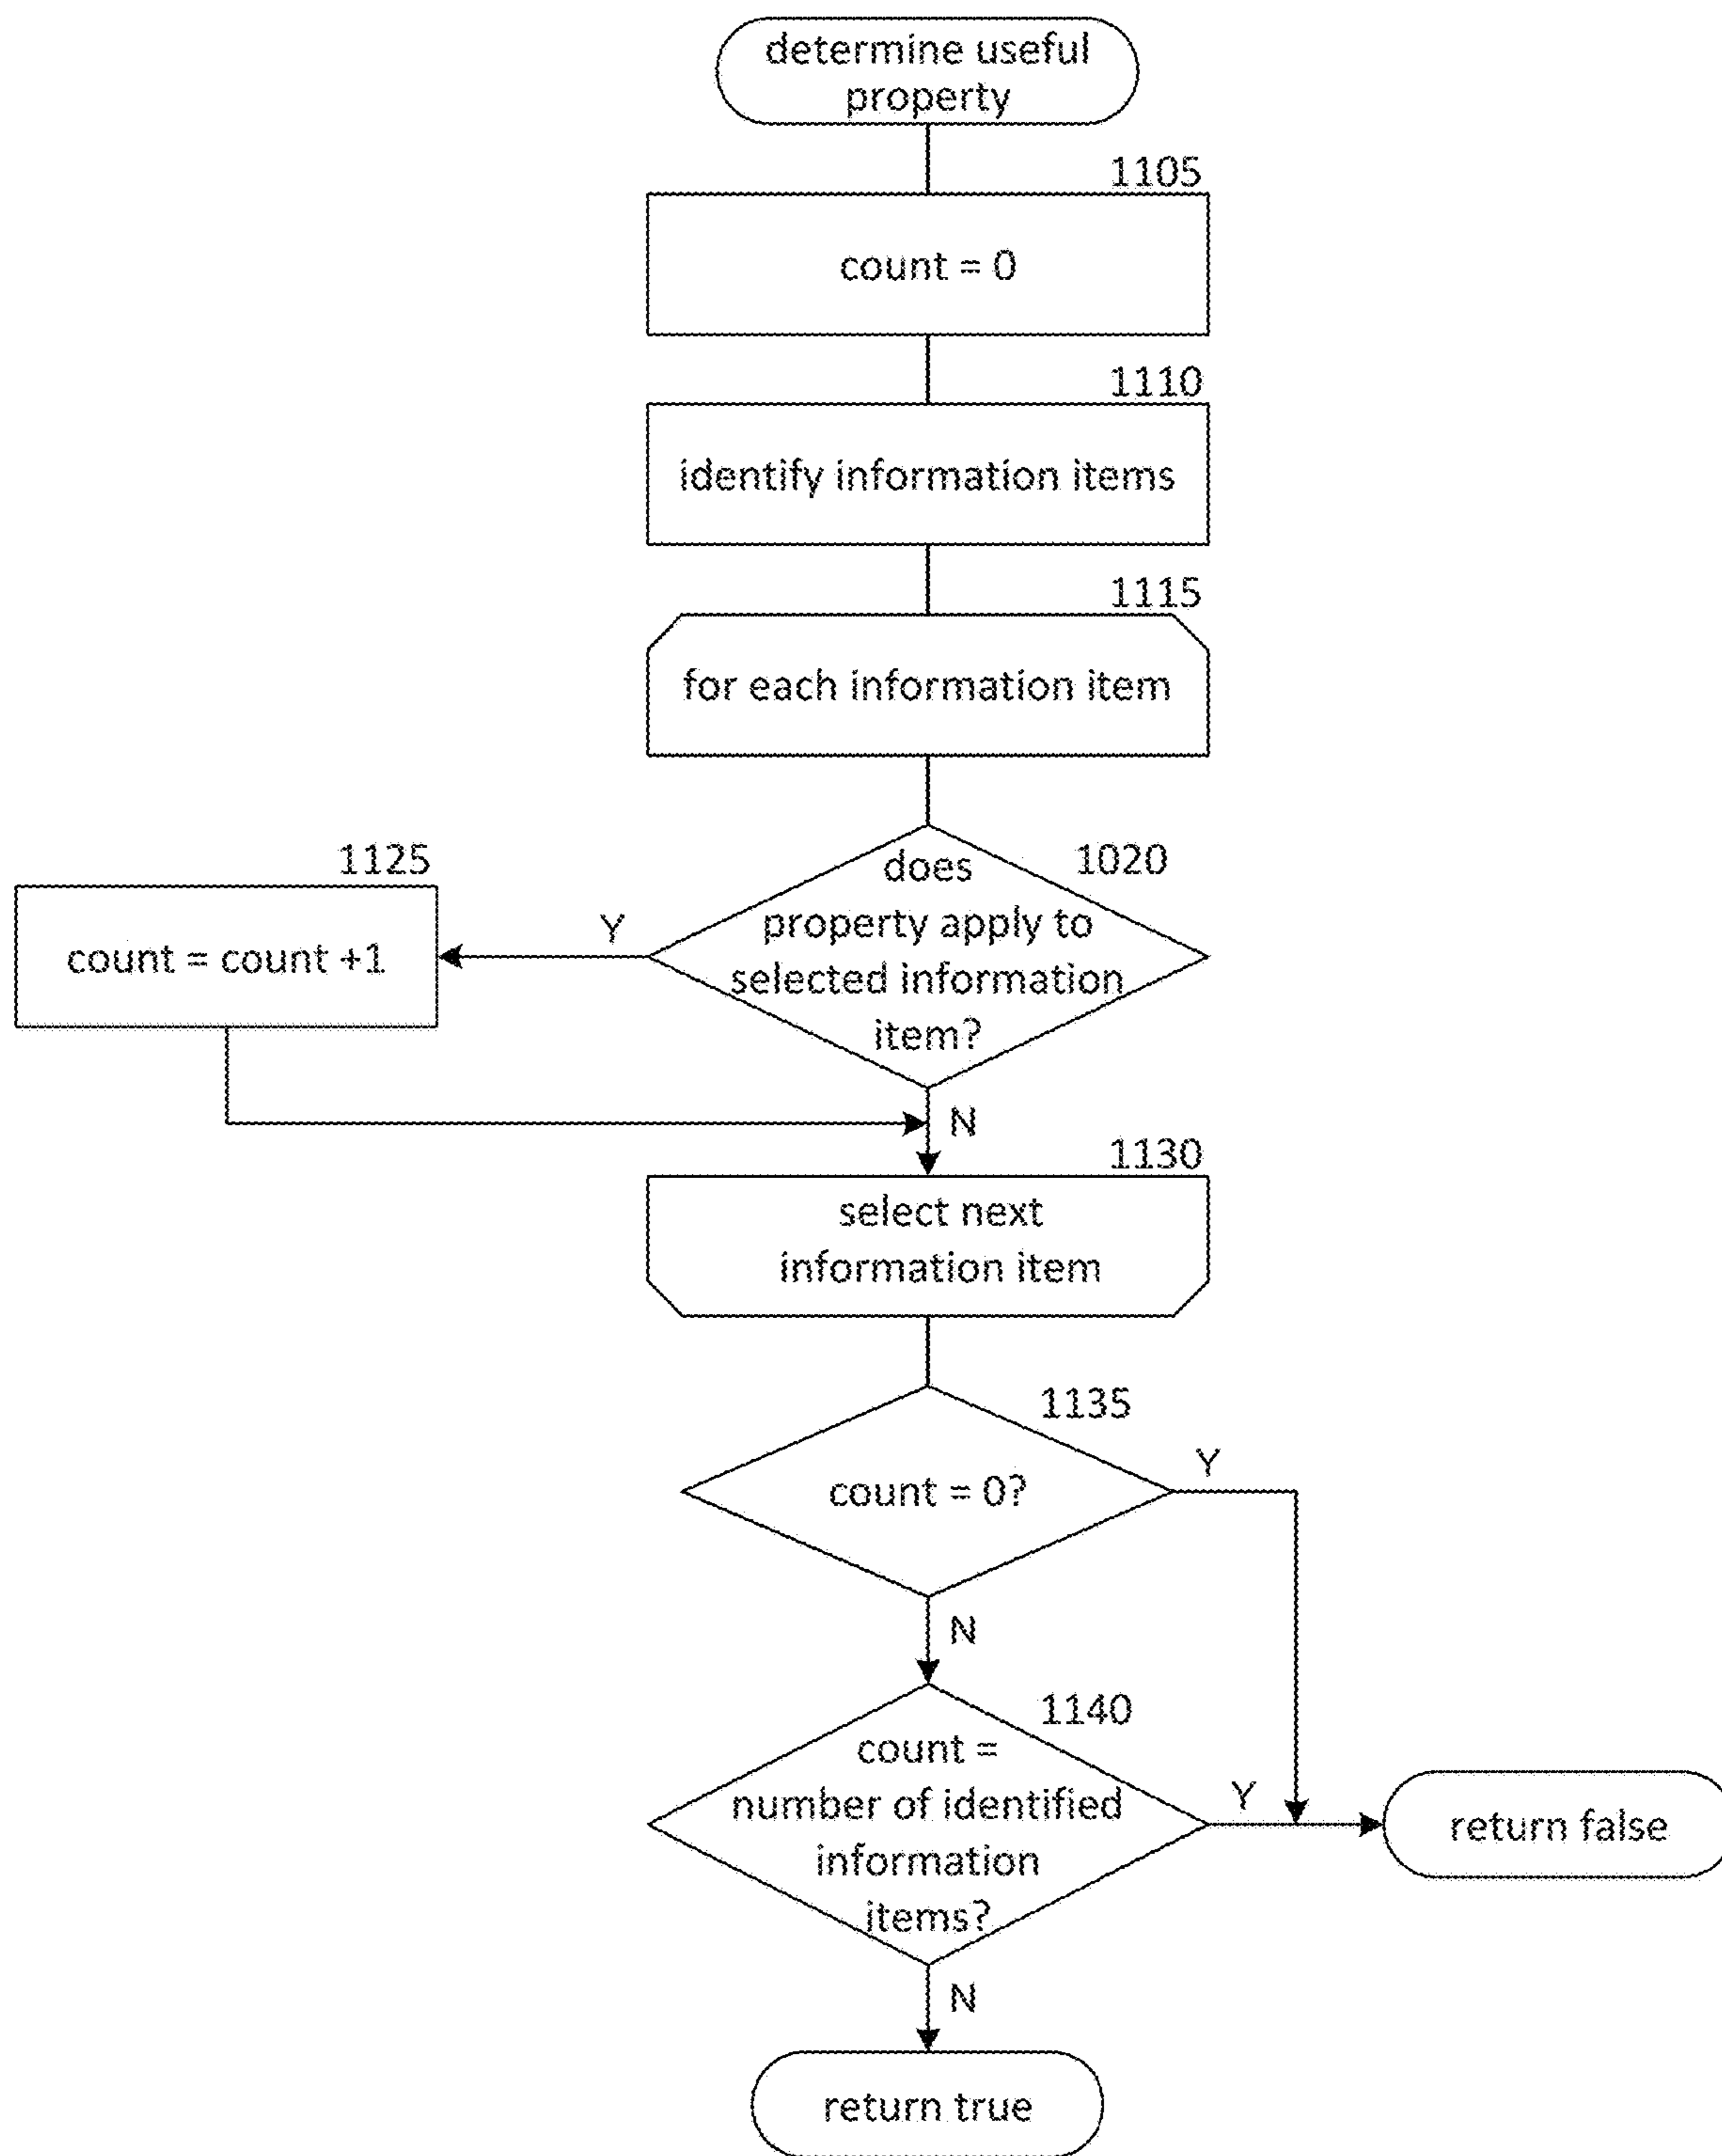 determine useful
property
1105
count = 0
1110
identify information items
1115
for each information item
1020
does
property apply to
selected information
item?
Y
1125
count = count +1
N
1130
select next
information item
1135
count = 0?
Y
N
1140
count =
number of identified
information
items?
Y
return false
N
return true